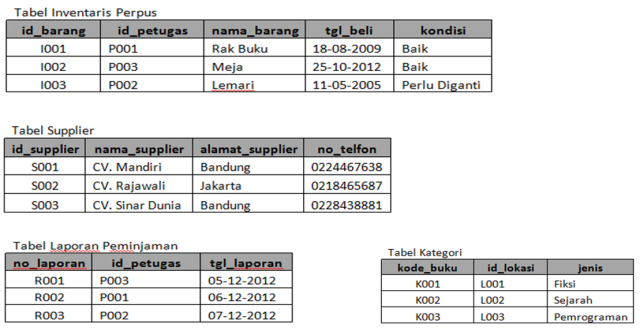 Tabel Inventaris Perpus
id_barang id_petugas nama_barang tgl_beli kondisi
I001 P001 Rak Buku 18-08-2009 Baik
I002 P003 Meja 25-10-2012 Baik
I003 P002 Lemari 11-05-2005 Perlu Diganti
Tabel Supplier
id_supplier nama_supplier alamat_supplier no_telfon
S001 CV. Mandiri Bandung 0224467638
S002 CV. Rajawali Jakarta 0218465687
S003 CV. Sinar Dunia Bandung 0228438881
Tabel Laporan Peminjaman
no_laporan id_petugas tgl_laporan
R001 P003 05-12-2012
R002 P001 06-12-2012
R003 P002 07-12-2012
Tabel Kategori
kode_buku id_lokasi jenis
K001 L001 Fiksi
K002 L002 Sejarah
K003 L003 Pemrograman